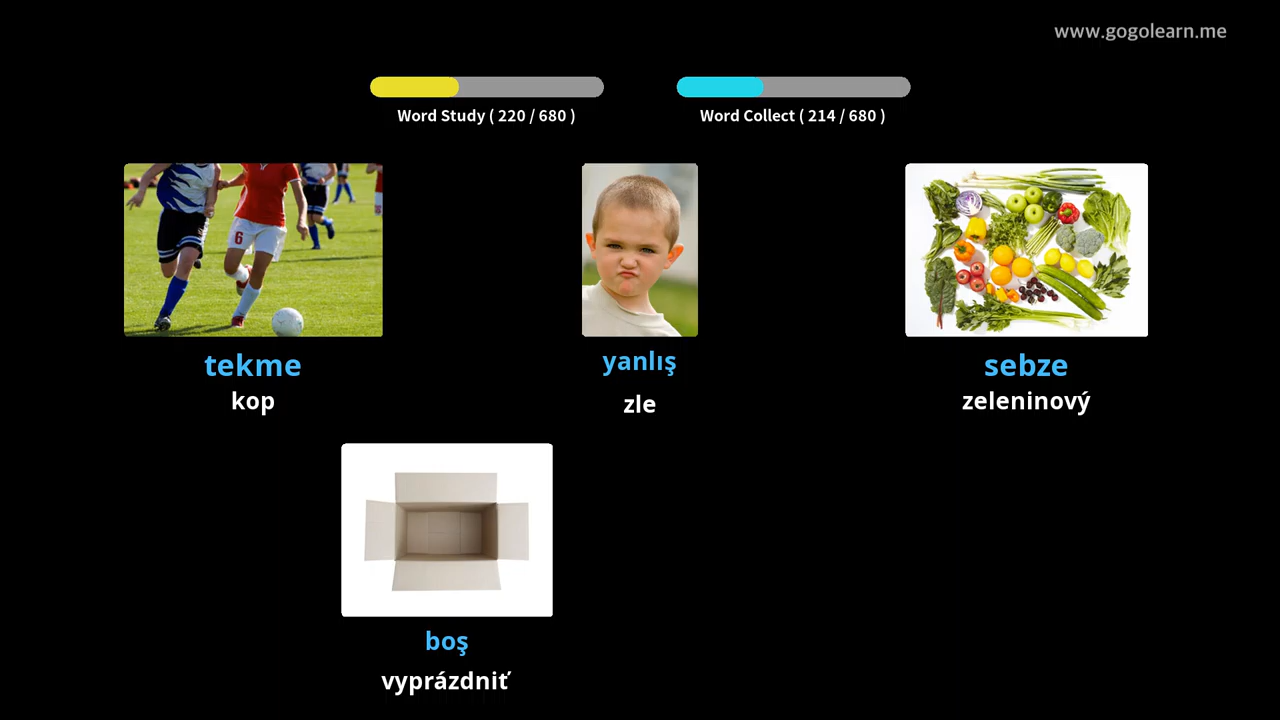 www.gogolearn.me
Word Study ( 220 / 680 )
Word Collect ( 214 / 680 )
tekme
kop
yanlış
zle
sebze
zeleninový
boş
vyprázdniť
6